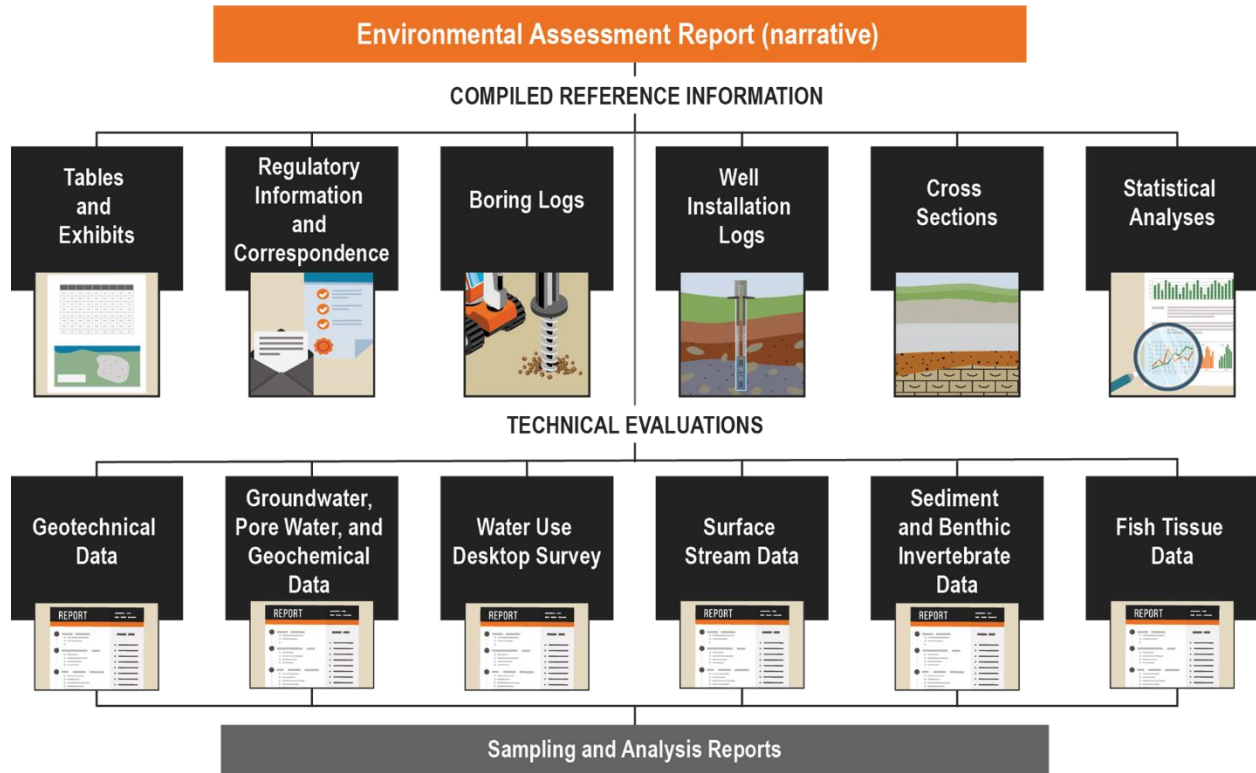 Environmental Assessment Report (narrative)
COMPILED REFERENCE INFORMATION
Tables
and
Exhibits
Regulatory
Information
and
Correspondence
Boring Logs
Well
Installation
Logs
Cross
Sections
Statistical
Analyses
TECHNICAL EVALUATIONS
Geotechnical
Data
Groundwater,
Pore Water, and
Geochemical
Data
Water Use
Desktop Survey
Surface
Stream Data
Sediment
and Benthic
Invertebrate
Data
Fish Tissue
Data
REPORT
REPORT
REPORT
REPORT
REPORT
REPORT
Sampling and Analysis Reports